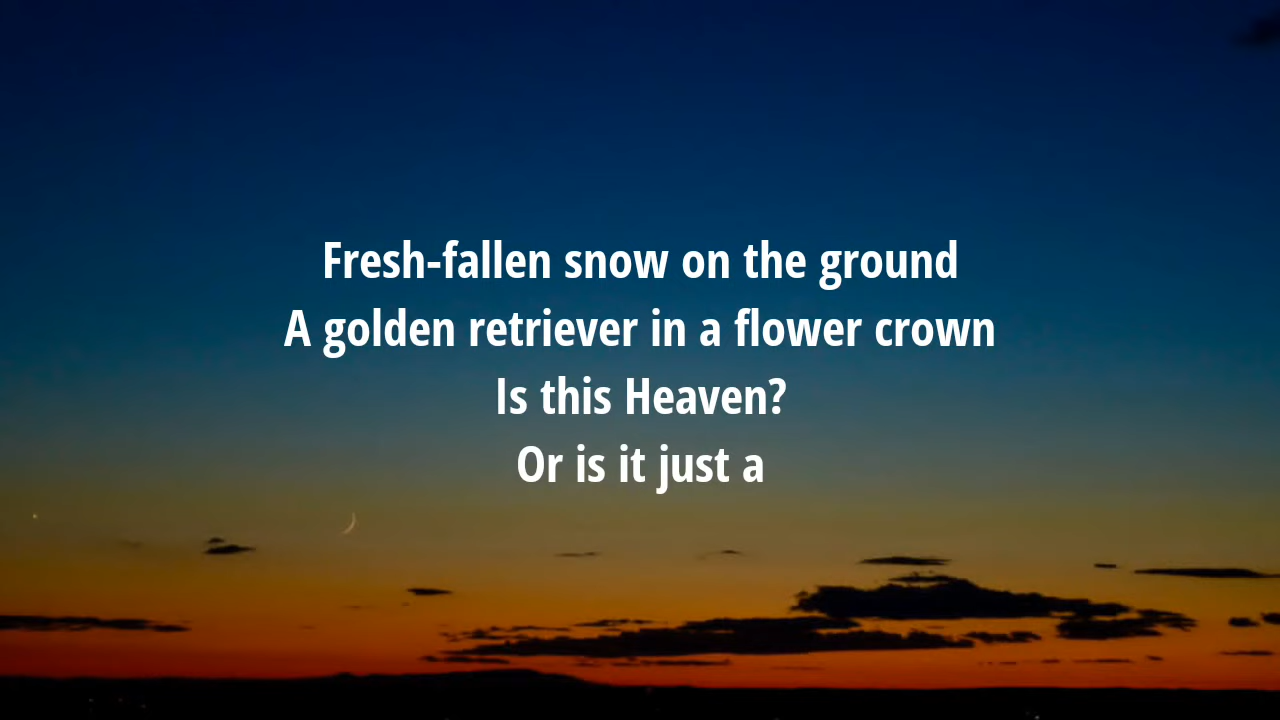 Fresh-fallen snow on the ground
A golden retriever in a flower crown
Is this Heaven?
Or is it just a